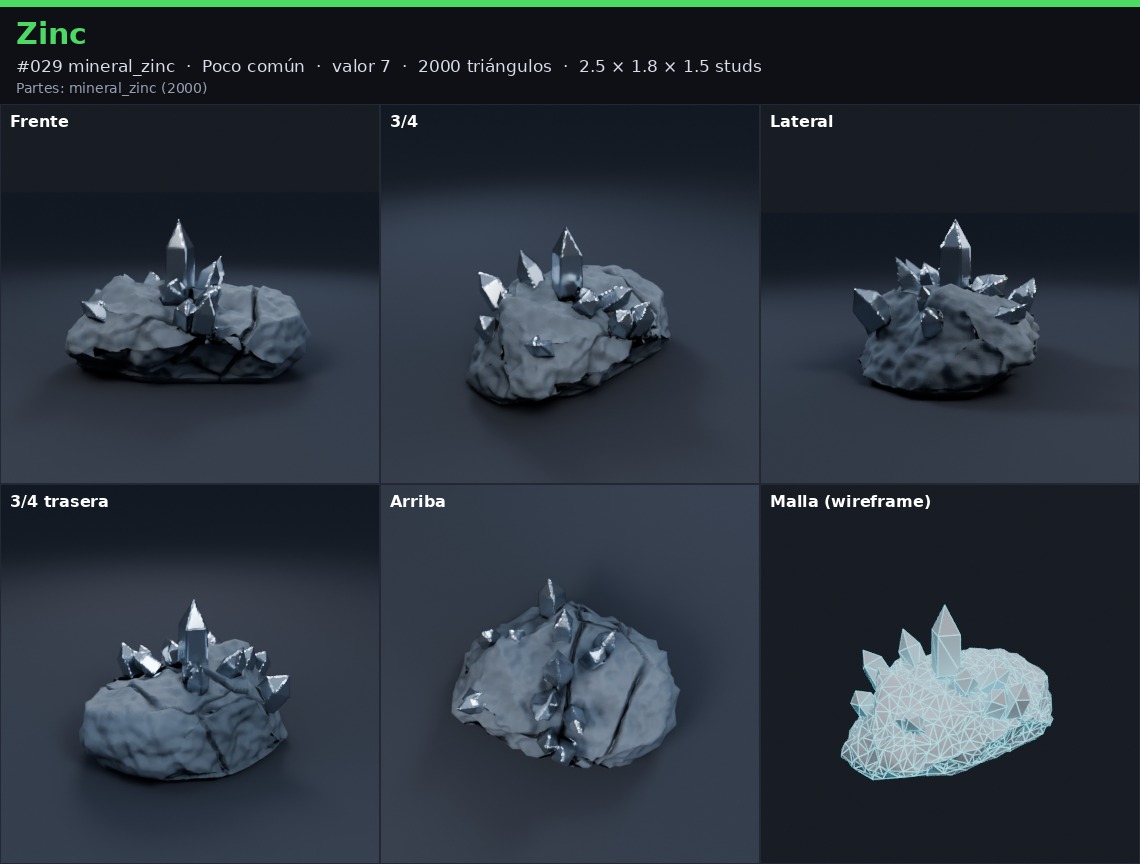 Zinc
#029 mineral_zinc · Poco común · valor 7 · 2000 triángulos · 2.5 × 1.8 × 1.5 studs
Partes: mineral_zinc (2000)
Frente
3/4
Lateral
3/4 trasera
Arriba
Malla (wireframe)